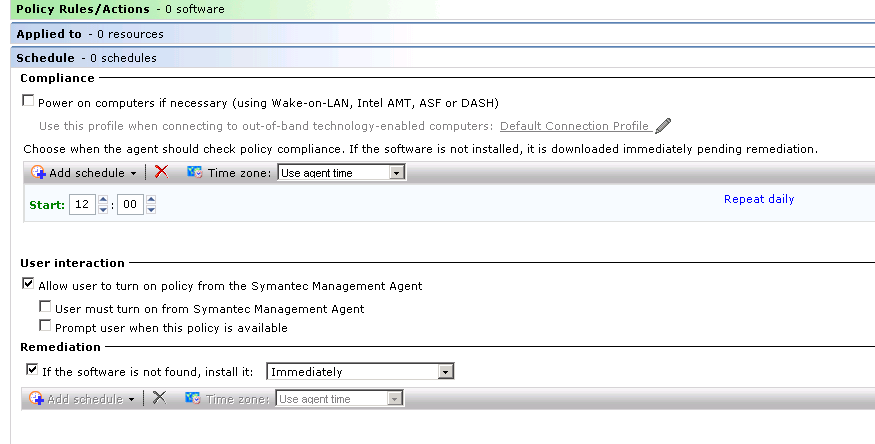 Policy Rules/Actions - 0 software
Applied to - 0 resources
Schedule - 0 schedules
Compliance
Power on computers if necessary (using Wake-on-LAN, Intel AMT, ASF or DASH)
Use this profile when connecting to out-of-band technology-enabled computers: Default Connection Profile
Choose when the agent should check policy compliance. If the software is not installed, it is downloaded immediately pending remediation.
Add schedule Time zone: Use agent time
Start: 12 : 00 Repeat daily
User interaction
Allow user to turn on policy from the Symantec Management Agent
User must turn on from Symantec Management Agent
Prompt user when this policy is available
Remediation
If the software is not found, install it: Immediately
Add schedule Time zone: Use agent time